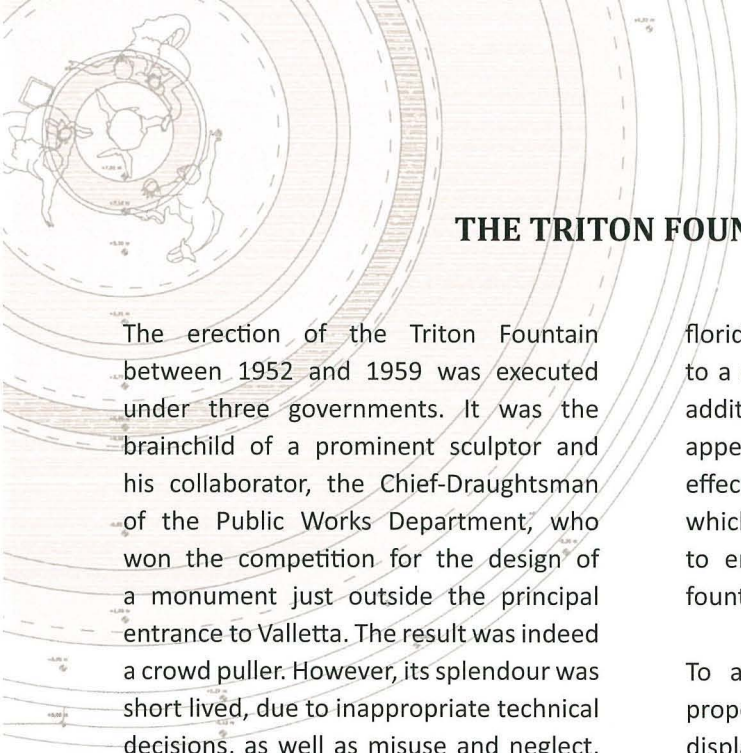 THE TRITON FOUN
The erection of the Triton Fountain
between 1952 and 1959 was executed
under three governments. It was the
brainchild of a prominent sculptor and
his collaborator, the Chief-Draughtsman
of the Public Works Department, who
won the competition for the design of
a monument just outside the principal
entrance to Valletta. The result was indeed
a crowd puller. However, its splendour was
short lived, due to inappropriate technical
decisions, as well as misuse and neglect.
florid
to a
addit
appe
effec
which
to en
fount
To a
prope
displ